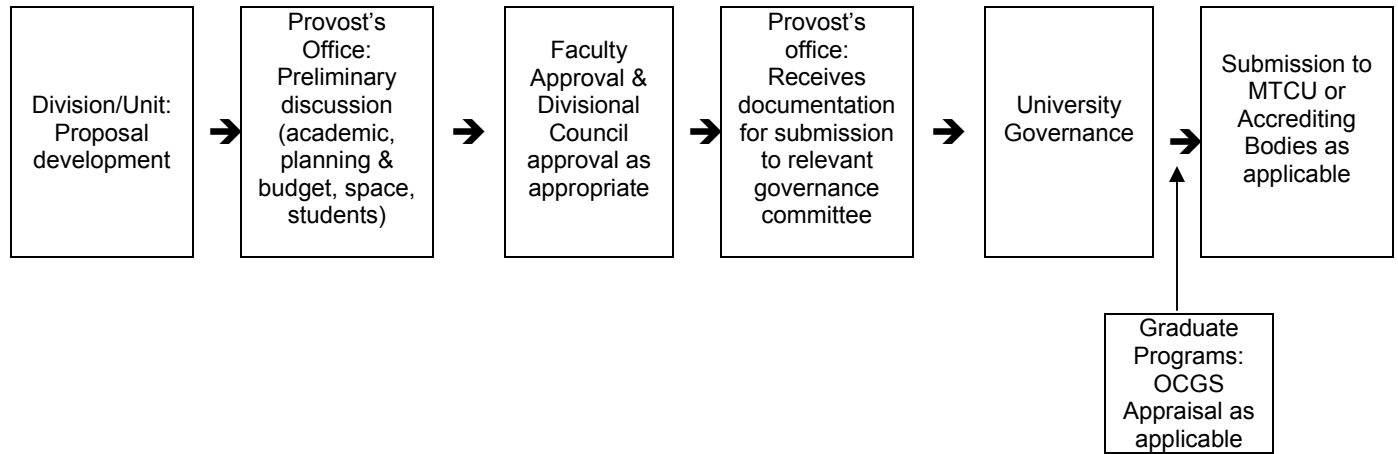 Division/Unit:
Proposal
development
Provost's
Office:
Preliminary
discussion
(academic,
planning &
budget, space,
students)
Faculty
Approval &
Divisional
Council
approval as
appropriate
Provost's
office:
Receives
documentation
for submission
to relevant
governance
committee
University
Governance
Submission to
MTCU or
Accrediting
Bodies as
applicable
Graduate
Programs:
OCGS
Appraisal as
applicable